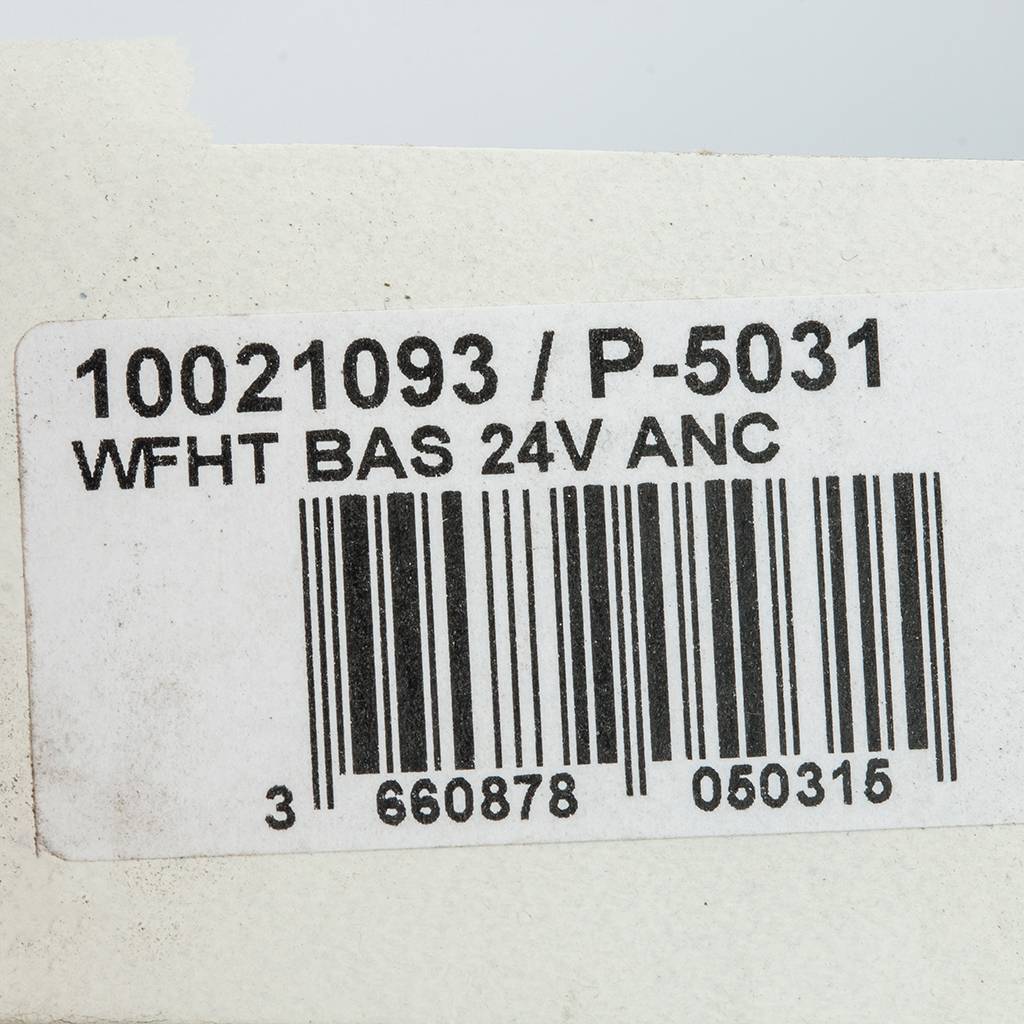 10021093 / P-5031
WFHT BAS 24V ANC
3 660878 050315